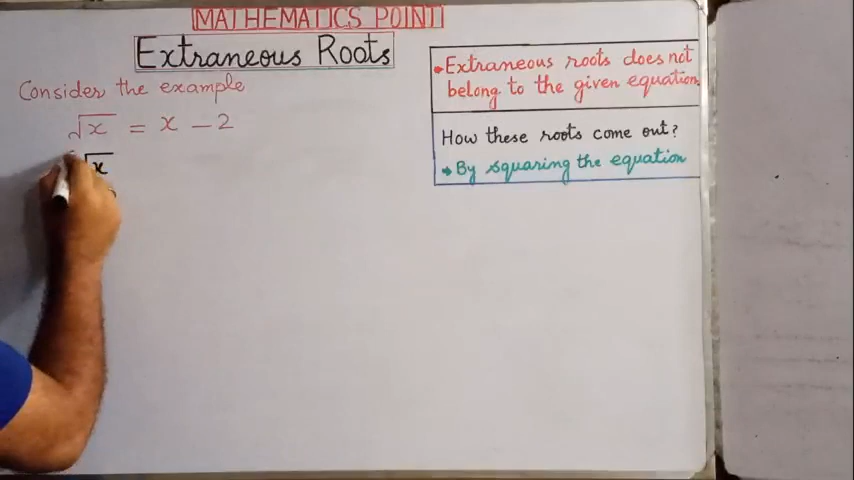 MATHEMATICS POINT
Extraneous Roots
Consider the example
√x = x - 2
√x
• Extraneous roots does not
belong to the given equation.
How these roots come out?
→ By squaring the equation